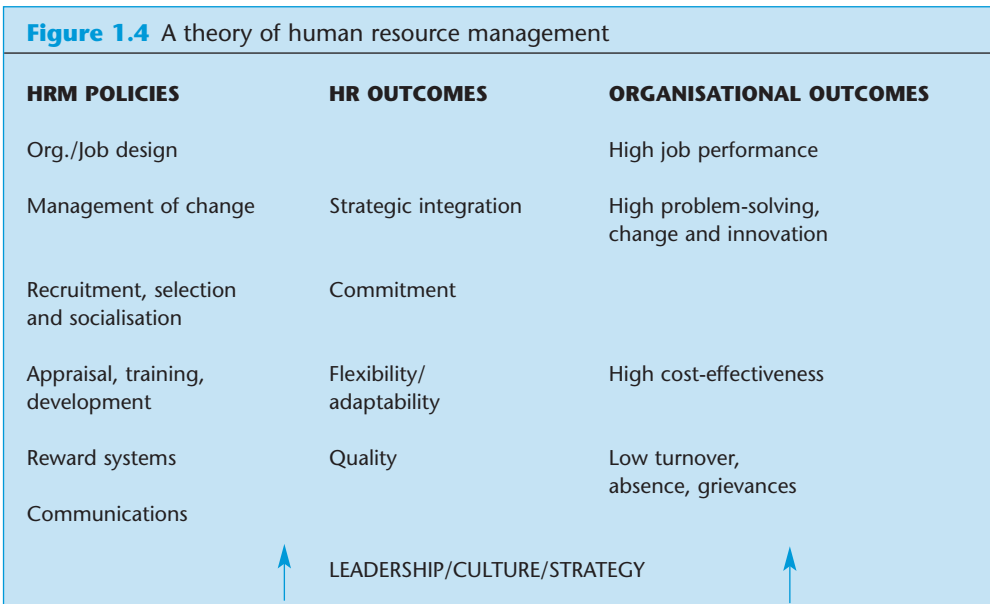 Figure 1.4 A theory of human resource management
HRM POLICIES HR OUTCOMES ORGANISATIONAL OUTCOMES
Org./Job design High job performance
Management of change Strategic integration High problem-solving,
change and innovation
Recruitment, selection Commitment
and socialisation
Appraisal, training, Flexibility/ High cost-effectiveness
development adaptability
Reward systems Quality Low turnover,
absence, grievances
Communications
LEADERSHIP/CULTURE/STRATEGY